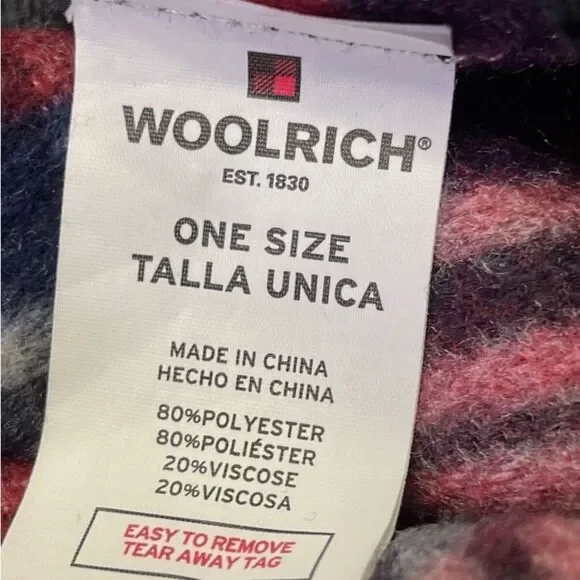 WOOLRICH®
EST. 1830
ONE SIZE
TALLA UNICA
MADE IN CHINA
HECHO EN CHINA
80%POLYESTER
80%POLIÉSTER
20%VISCOSE
20%VISCOSA
EASY TO REMOVE
TEAR AWAY TAG